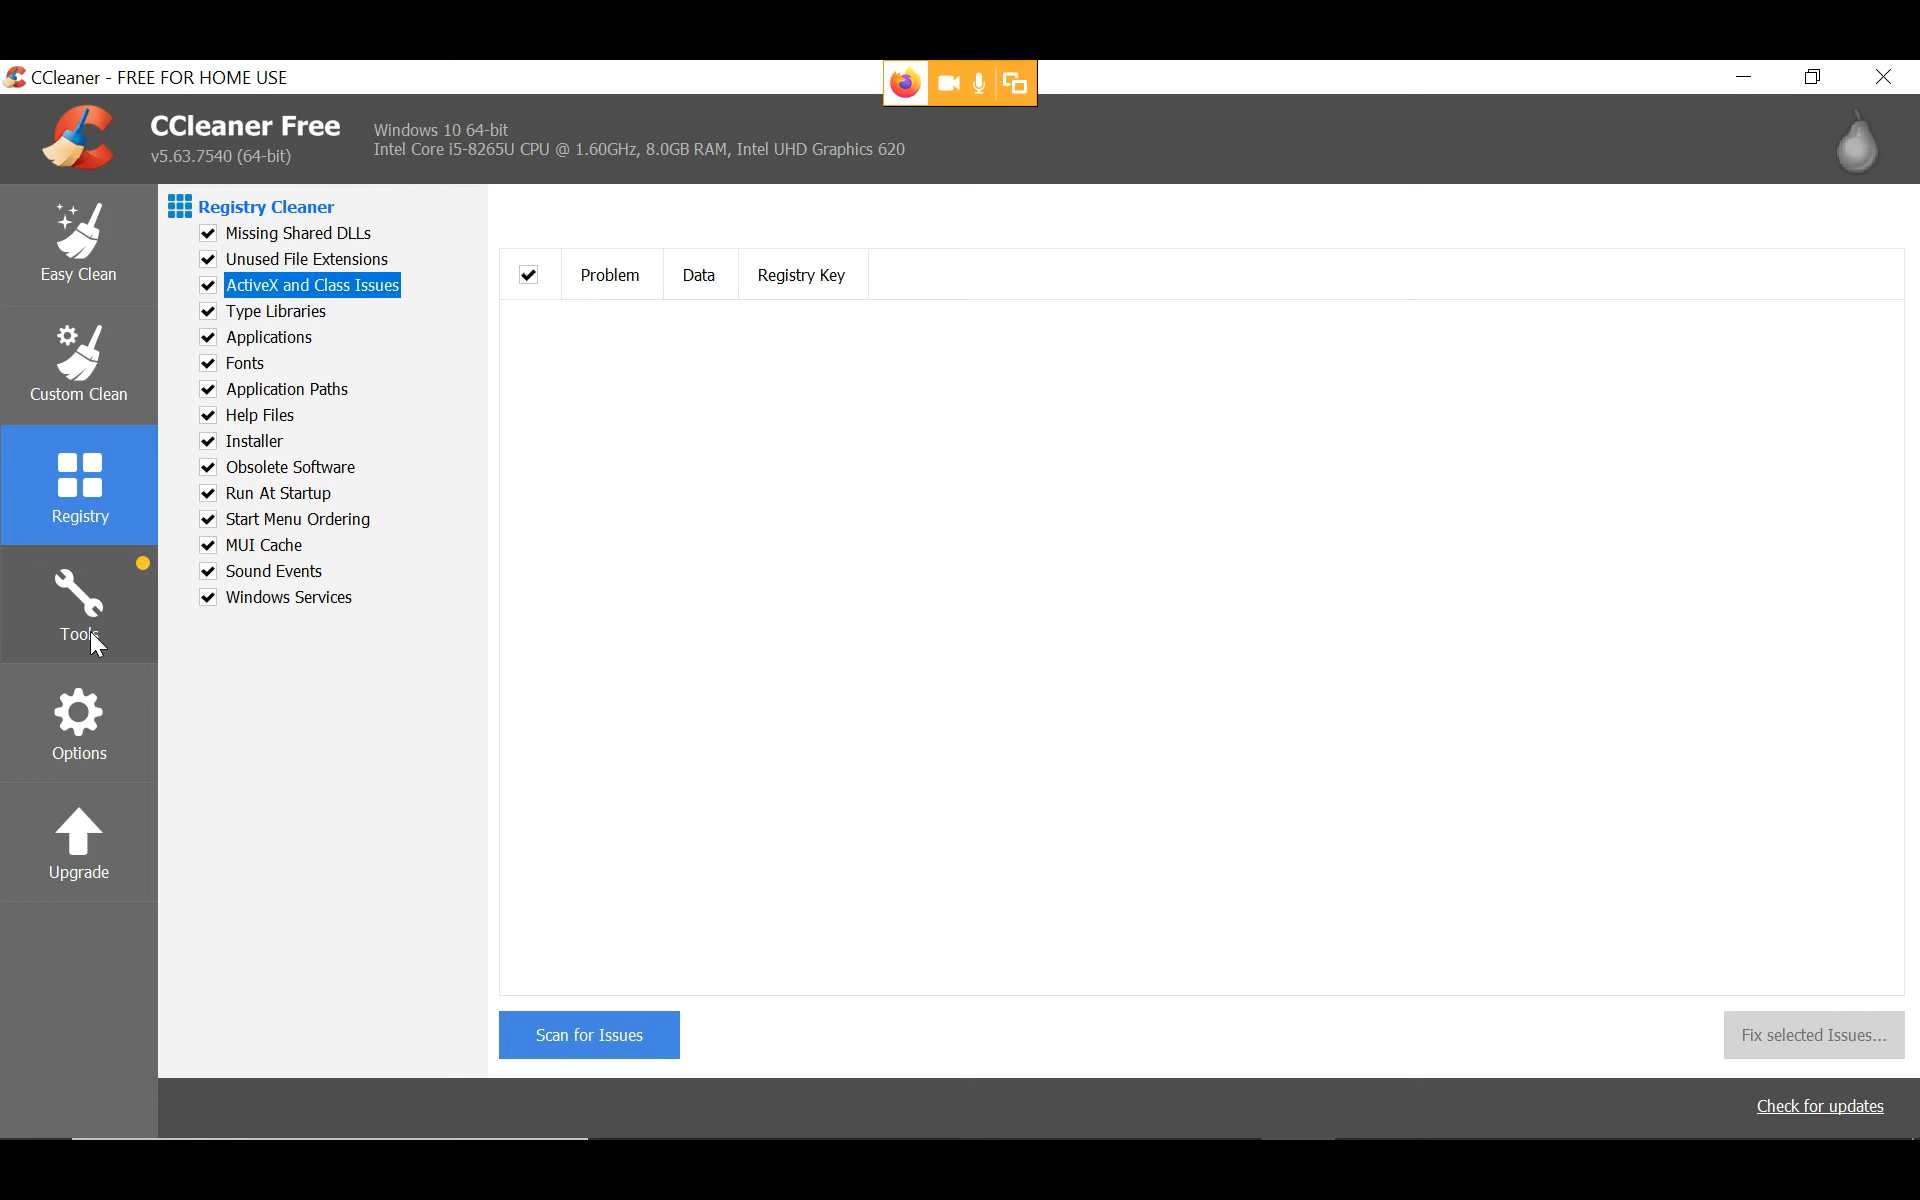 CCleaner - FREE FOR HOME USE
CCleaner Free
v5.63.7540 (64-bit)
Windows 10 64-bit
Intel Core i5-8265U CPU @ 1.60GHz, 8.0GB RAM, Intel UHD Graphics 620
Easy Clean
Custom Clean
Registry
Tools
Options
Upgrade
Registry Cleaner
Missing Shared DLLs
Unused File Extensions
ActiveX and Class Issues
Type Libraries
Applications
Fonts
Application Paths
Help Files
Installer
Obsolete Software
Run At Startup
Start Menu Ordering
MUI Cache
Sound Events
Windows Services
Problem Data Registry Key
Scan for Issues
Fix selected Issues...
Check for updates